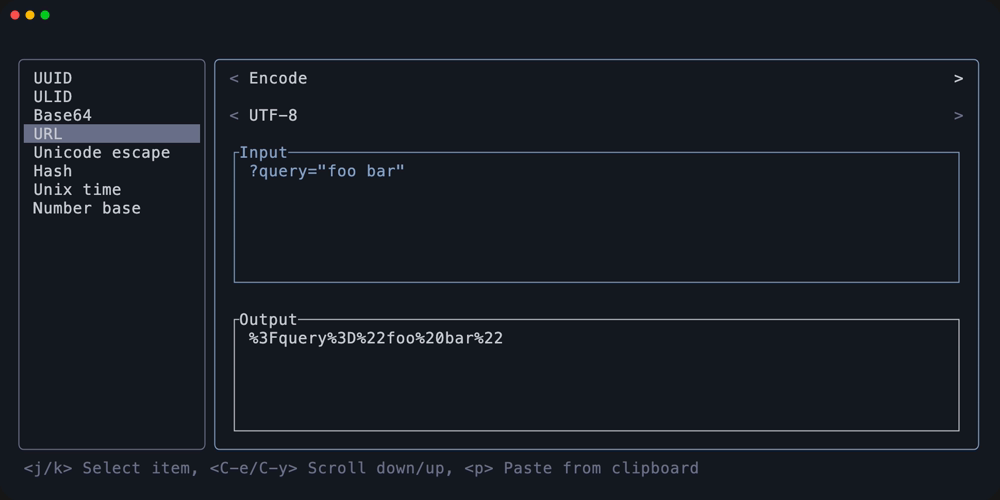 UUID
ULID
Base64
URL
Unicode escape
Hash
Unix time
Number base
< Encode >
< UTF-8 >
Input
?query="foo bar"
Output
%3Fquery%3D%22foo%20bar%22
<j/k> Select item, <C-e/C-y> Scroll down/up, <p> Paste from clipboard